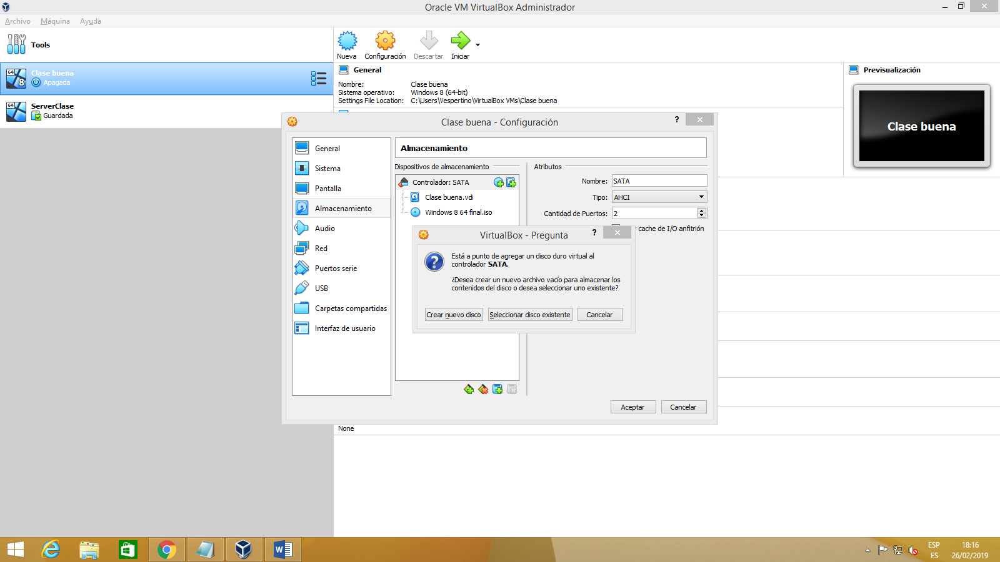 Oracle VM VirtualBox Administrador
Archivo Máquina Ayuda
Tools
Clase buena
Apagada
ServerClase
Guardada
Nueva Configuración Descartar Iniciar
General
Nombre: Clase buena
Sistema operativo: Windows 8 (64-bit)
Settings File Location: C:\Users\Vespertino\VirtualBox VMs\Clase buena
Previsualización
Clase buena
Clase buena - Configuración
?
General
Sistema
Pantalla
Almacenamiento
Audio
Red
Puertos serie
USB
Carpetas compartidas
Interfaz de usuario
Almacenamiento
Dispositivos de almacenamiento
Controlador: SATA
Clase buena.vdi
Windows 8 64 final.iso
Atributos
Nombre: SATA
Tipo: AHCI
Cantidad de Puertos: 2
cache de I/O anfitrión
VirtualBox - Pregunta
?
Está a punto de agregar un disco duro virtual al
controlador SATA.
¿Desea crear un nuevo archivo vacío para almacenar los
contenidos del disco o desea seleccionar uno existente?
Crear nuevo disco Seleccionar disco existente Cancelar
Aceptar Cancelar
None
ESP
ES
18:16
26/02/2019